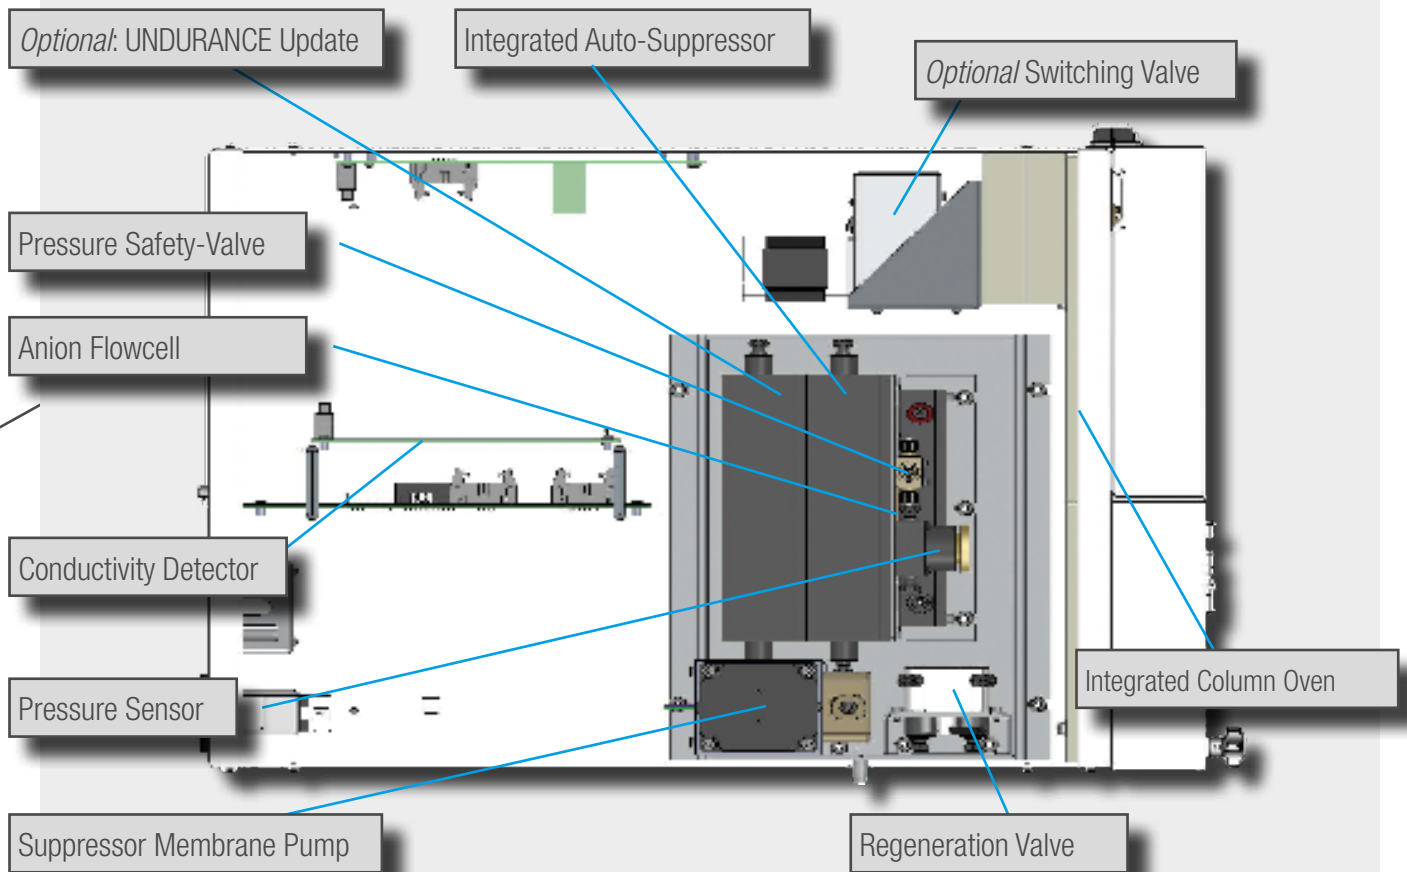 Optional: UNDURANCE Update
Integrated Auto-Suppressor
Optional Switching Valve
Pressure Safety-Valve
Anion Flowcell
Conductivity Detector
Pressure Sensor
Integrated Column Oven
Suppressor Membrane Pump
Regeneration Valve